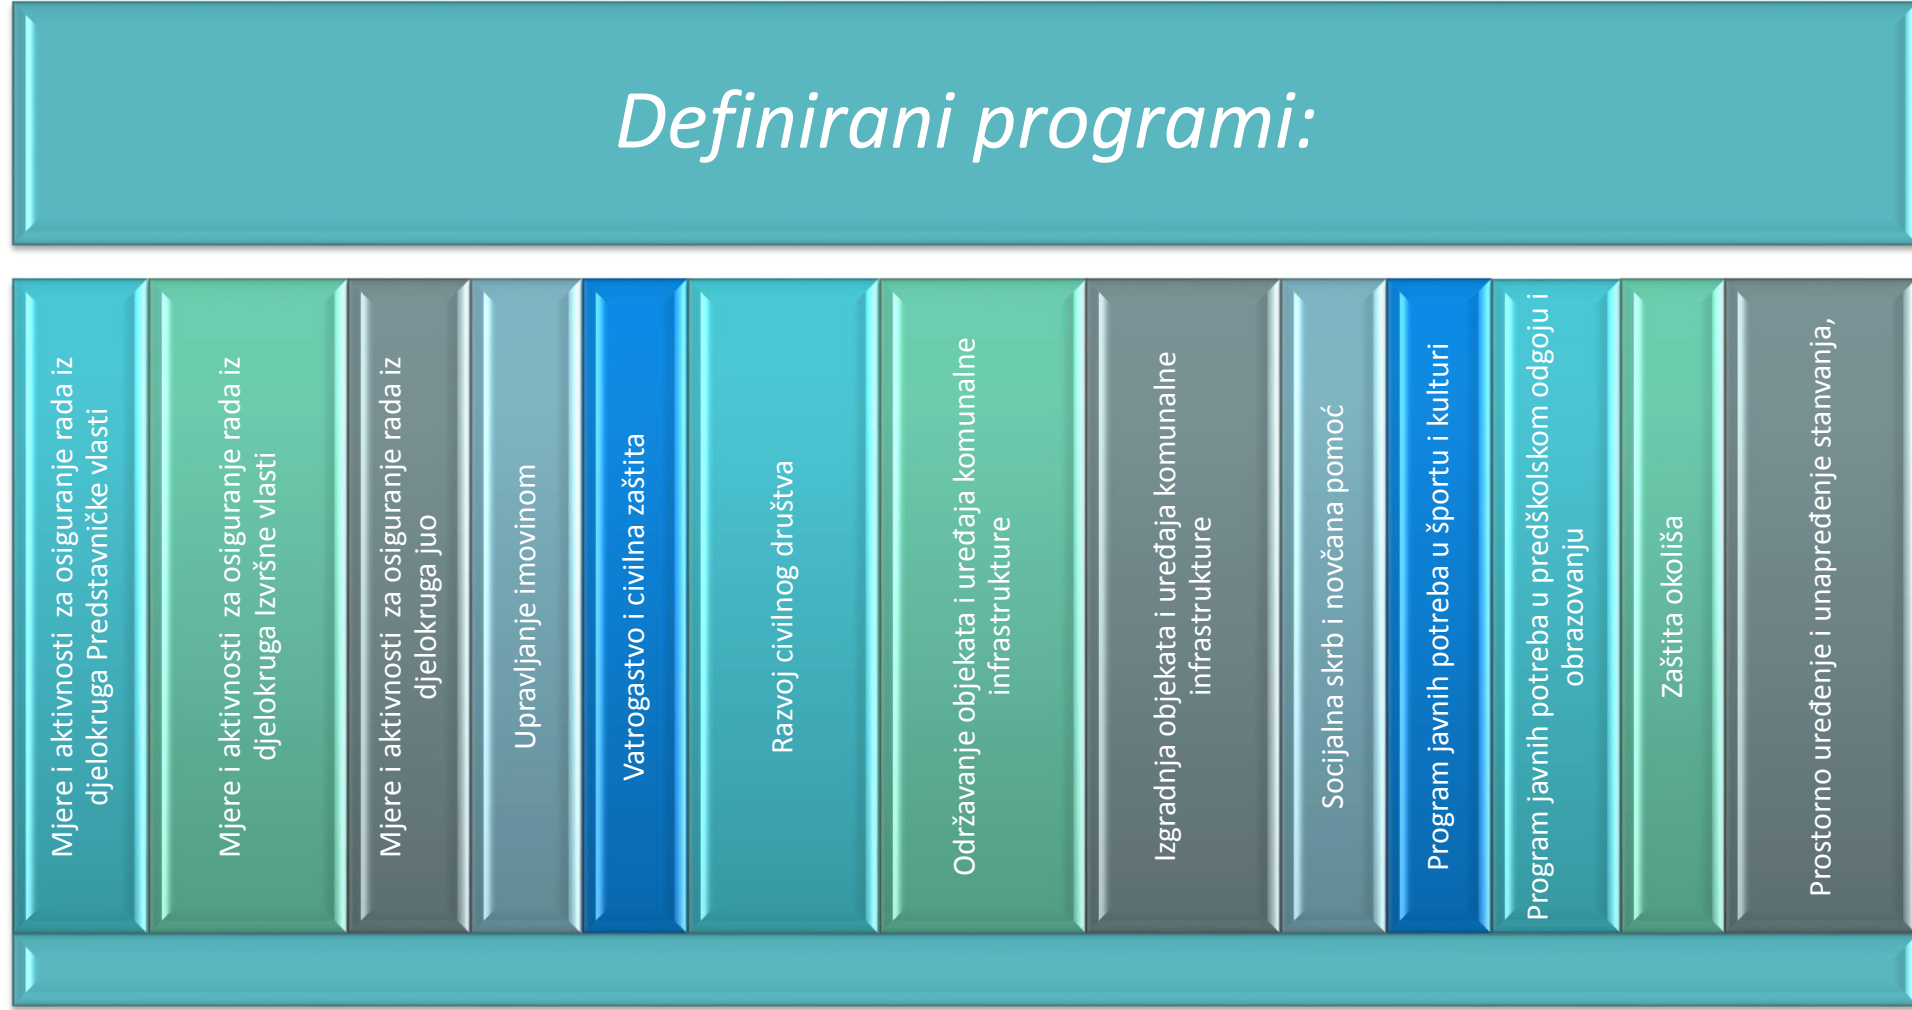 Definirani programi:
Mjere i aktivnosti  za osiguranje rada iz
djelokruga Predstavničke vlasti
Mjere i aktivnosti  za osiguranje rada iz
djelokruga Izvršne vlasti
Mjere i aktivnosti  za osiguranje rada iz
djelokruga juo
Upravljanje imovinom
Vatrogastvo i civilna zaštita
Razvoj civilnog društva
Održavanje objekata i uređaja komunalne
infrastrukture
Izgradnja objekata i uređaja komunalne
infrastrukture
Socijalna skrb i novčana pomoć
Program javnih potreba u športu i kulturi
Program javnih potreba u predškolskom odgoju i
obrazovanju
Zaštita okoliša
Prostorno uređenje i unapređenje stanvanja,